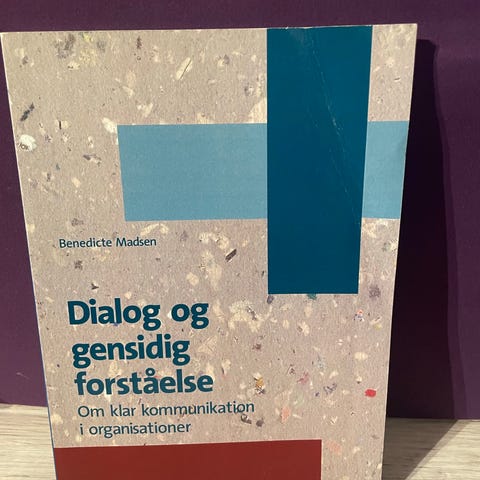 Benedicte Madsen
Dialog og
gensidig
forståelse
Om klar kommunikation
i organisationer